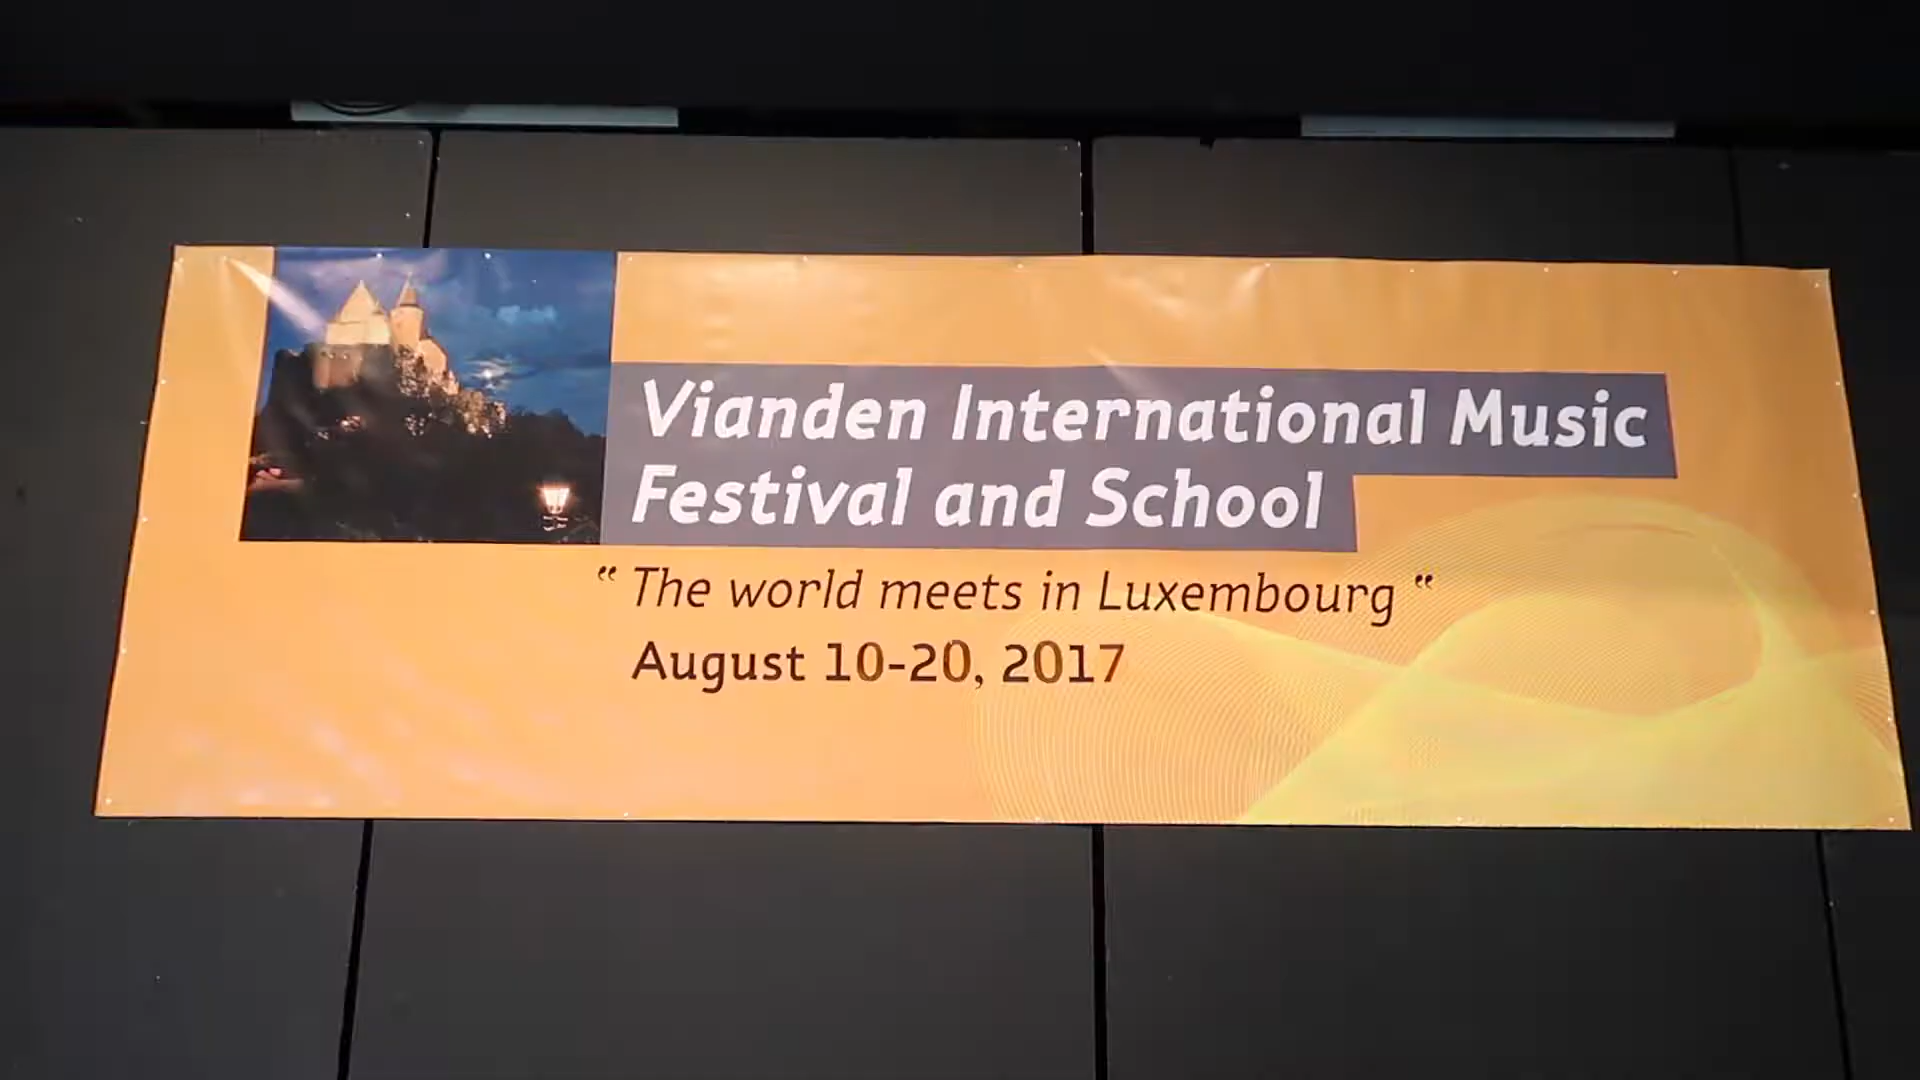 Vianden International Music
Festival and School
“ The world meets in Luxembourg “
August 10-20, 2017